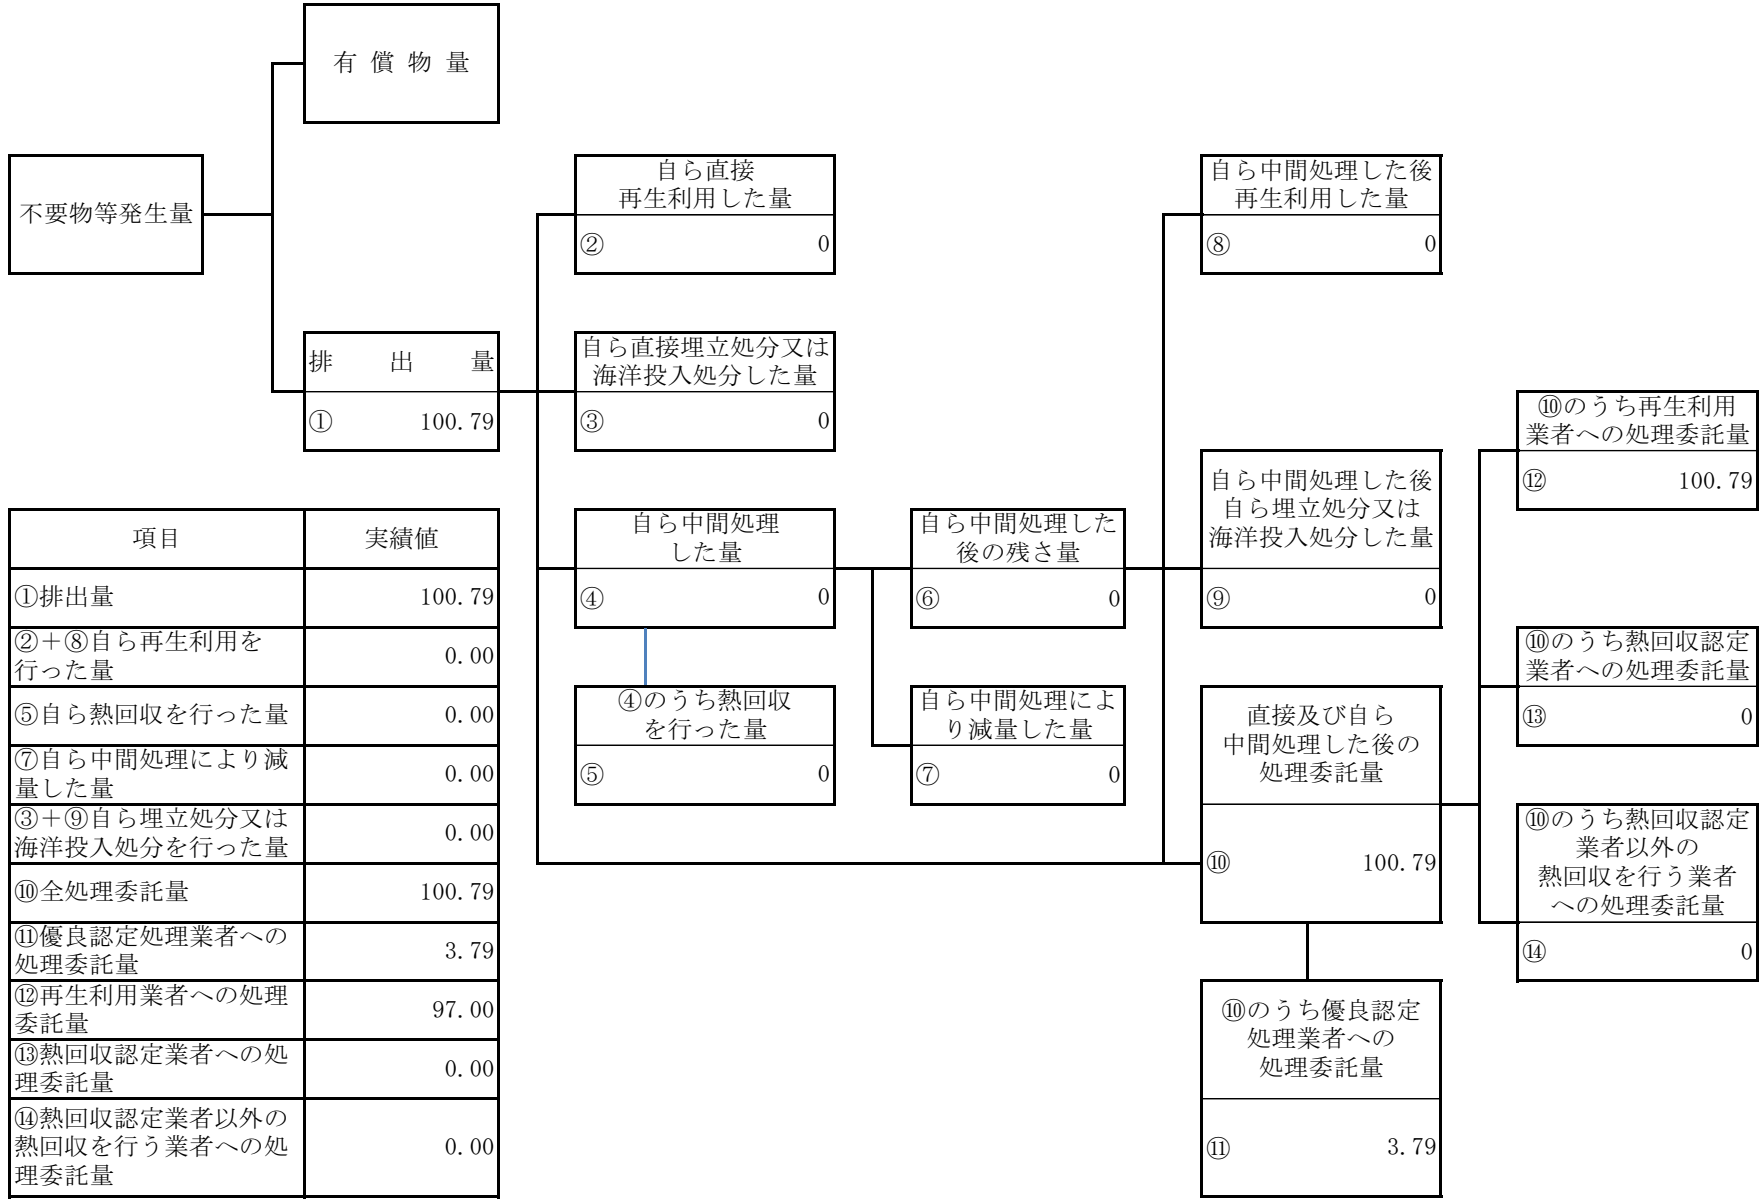 有 償 物 量
不要物等発生量
自ら直接
再生利用した量
② 0
自ら中間処理した後
再生利用した量
⑧ 0
排 出 量
① 100.79
自ら直接埋立処分又は
海洋投入処分した量
③ 0
⑩のうち再生利用
業者への処理委託量
⑫ 100.79
自ら中間処理
した量
④ 0
自ら中間処理した
後の残さ量
⑥ 0
自ら中間処理した後
自ら埋立処分又は
海洋投入処分した量
⑨ 0
⑩のうち熱回収認定
業者への処理委託量
⑬ 0
④のうち熱回収
を行った量
⑤ 0
自ら中間処理によ
り減量した量
⑦ 0
直接及び自ら
中間処理した後の
処理委託量
⑩ 100.79
⑩のうち熱回収認定
業者以外の
熱回収を行う業者
への処理委託量
⑭ 0
⑩のうち優良認定
処理業者への
処理委託量
⑪ 3.79
項目 実績値
①排出量 100.79
②＋⑧自ら再生利用を
行った量 0.00
⑤自ら熱回収を行った量 0.00
⑦自ら中間処理により減
量した量 0.00
③＋⑨自ら埋立処分又は
海洋投入処分を行った量 0.00
⑩全処理委託量 100.79
⑪優良認定処理業者への
処理委託量 3.79
⑫再生利用業者への処理
委託量 97.00
⑬熱回収認定業者への処
理委託量 0.00
⑭熱回収認定業者以外の
熱回収を行う業者への処
理委託量 0.00